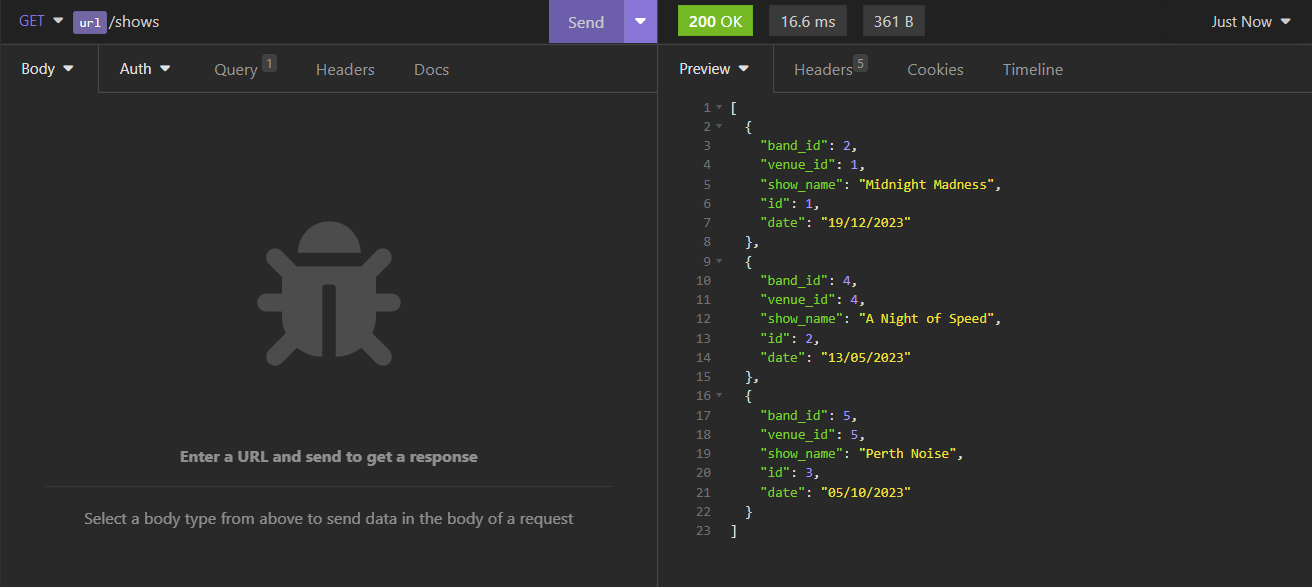 GET url /shows Send 200 OK 16.6 ms 361 B Just Now
Body Auth Query 1 Headers Docs
Enter a URL and send to get a response
Select a body type from above to send data in the body of a request
Preview Headers 5 Cookies Timeline
1 [
2 {
3 "band_id": 2,
4 "venue_id": 1,
5 "show_name": "Midnight Madness",
6 "id": 1,
7 "date": "19/12/2023"
8 },
9 {
10 "band_id": 4,
11 "venue_id": 4,
12 "show_name": "A Night of Speed",
13 "id": 2,
14 "date": "13/05/2023"
15 },
16 {
17 "band_id": 5,
18 "venue_id": 5,
19 "show_name": "Perth Noise",
20 "id": 3,
21 "date": "05/10/2023"
22 }
23 ]